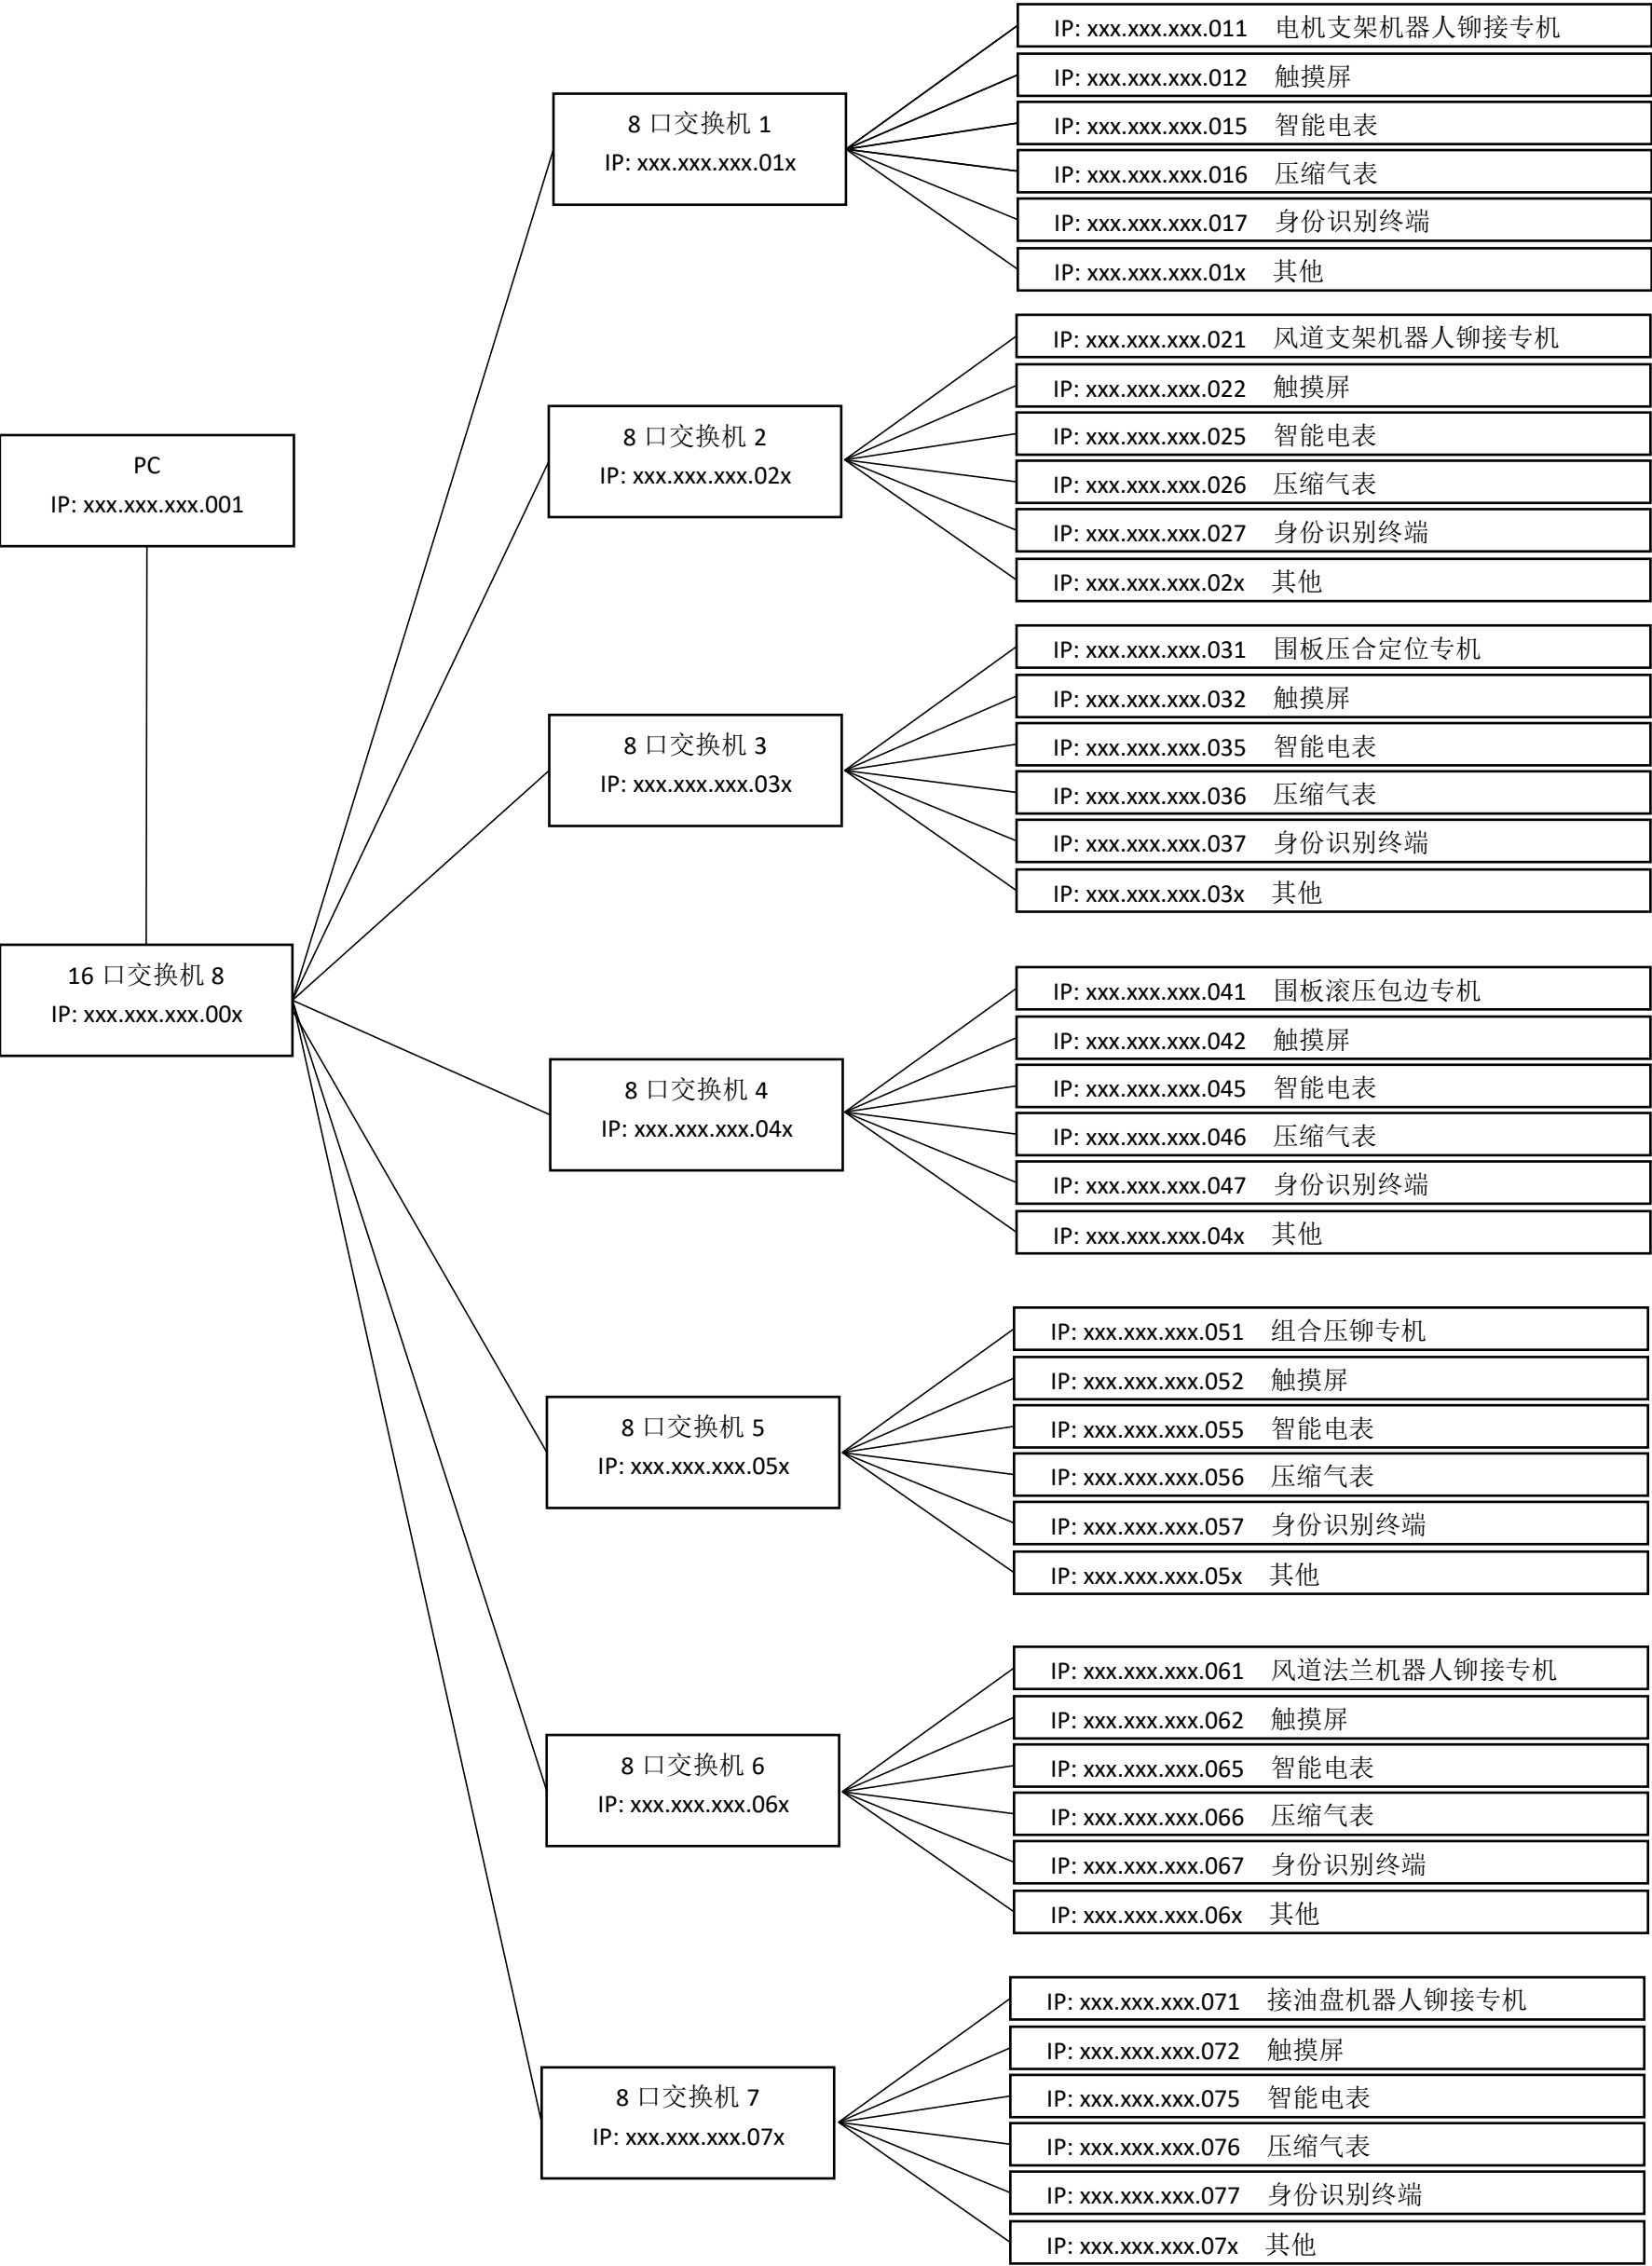 PC
IP: xxx.xxx.xxx.001
16 口交换机 8
IP: xxx.xxx.xxx.00x
8 口交换机 1
IP: xxx.xxx.xxx.01x
IP: xxx.xxx.xxx.011 电机支架机器人铆接专机
IP: xxx.xxx.xxx.012 触摸屏
IP: xxx.xxx.xxx.015 智能电表
IP: xxx.xxx.xxx.016 压缩气表
IP: xxx.xxx.xxx.017 身份识别终端
IP: xxx.xxx.xxx.01x 其他
8 口交换机 2
IP: xxx.xxx.xxx.02x
IP: xxx.xxx.xxx.021 风道支架机器人铆接专机
IP: xxx.xxx.xxx.022 触摸屏
IP: xxx.xxx.xxx.025 智能电表
IP: xxx.xxx.xxx.026 压缩气表
IP: xxx.xxx.xxx.027 身份识别终端
IP: xxx.xxx.xxx.02x 其他
8 口交换机 3
IP: xxx.xxx.xxx.03x
IP: xxx.xxx.xxx.031 围板压合定位专机
IP: xxx.xxx.xxx.032 触摸屏
IP: xxx.xxx.xxx.035 智能电表
IP: xxx.xxx.xxx.036 压缩气表
IP: xxx.xxx.xxx.037 身份识别终端
IP: xxx.xxx.xxx.03x 其他
8 口交换机 4
IP: xxx.xxx.xxx.04x
IP: xxx.xxx.xxx.041 围板滚压包边专机
IP: xxx.xxx.xxx.042 触摸屏
IP: xxx.xxx.xxx.045 智能电表
IP: xxx.xxx.xxx.046 压缩气表
IP: xxx.xxx.xxx.047 身份识别终端
IP: xxx.xxx.xxx.04x 其他
8 口交换机 5
IP: xxx.xxx.xxx.05x
IP: xxx.xxx.xxx.051 组合压铆专机
IP: xxx.xxx.xxx.052 触摸屏
IP: xxx.xxx.xxx.055 智能电表
IP: xxx.xxx.xxx.056 压缩气表
IP: xxx.xxx.xxx.057 身份识别终端
IP: xxx.xxx.xxx.05x 其他
8 口交换机 6
IP: xxx.xxx.xxx.06x
IP: xxx.xxx.xxx.061 风道法兰机器人铆接专机
IP: xxx.xxx.xxx.062 触摸屏
IP: xxx.xxx.xxx.065 智能电表
IP: xxx.xxx.xxx.066 压缩气表
IP: xxx.xxx.xxx.067 身份识别终端
IP: xxx.xxx.xxx.06x 其他
8 口交换机 7
IP: xxx.xxx.xxx.07x
IP: xxx.xxx.xxx.071 接油盘机器人铆接专机
IP: xxx.xxx.xxx.072 触摸屏
IP: xxx.xxx.xxx.075 智能电表
IP: xxx.xxx.xxx.076 压缩气表
IP: xxx.xxx.xxx.077 身份识别终端
IP: xxx.xxx.xxx.07x 其他